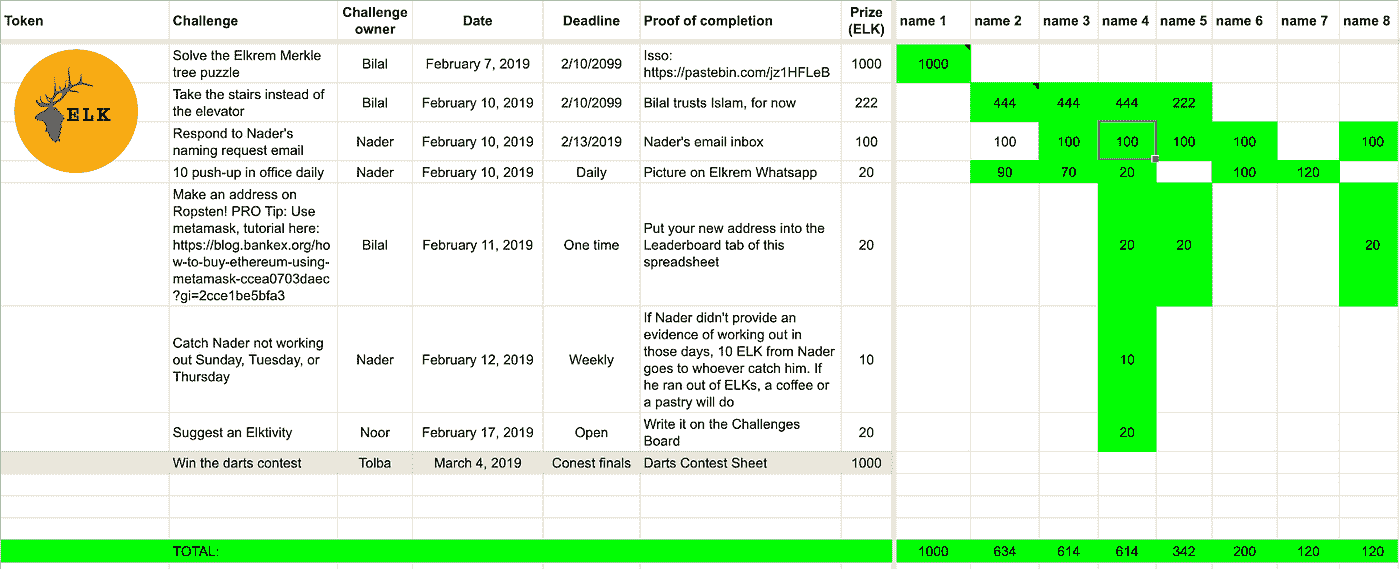 Token Challenge Challenge owner Date Deadline Proof of completion Prize (ELK) name 1 name 2 name 3 name 4 name 5 name 6 name 7 name 8
ELK
Solve the Elkrem Merkle
tree puzzle
Bilal
February 7, 2019
2/10/2099
Isso:
https://pastebin.com/jz1HFLeB
1000
1000
Take the stairs instead of
the elevator
Bilal
February 10, 2019
2/10/2099
Bilal trusts Islam, for now
222
444 444 444 222
Respond to Nader's
naming request email
Nader
February 10, 2019
2/13/2019
Nader's email inbox
100
100 100 100 100 100 100
10 push-up in office daily
Nader
February 10, 2019
Daily
Picture on Elkrem Whatsapp
20
90 70 20 100 120
Make an address on
Ropsten! PRO Tip: Use
metamask, tutorial here:
https://blog.bankex.org/ho
w-to-buy-ethereum-using-
metamask-ccea0703daec
?gi=2cce1be5bfa3
Bilal
February 11, 2019
One time
Put your new address into the
Leaderboard tab of this
spreadsheet
20
20 20 20
Catch Nader not working
out Sunday, Tuesday, or
Thursday
Nader
February 12, 2019
Weekly
If Nader didn't provide an
evidence of working out in
those days, 10 ELK from Nader
goes to whoever catch him. If
he ran out of ELKs, a coffee or
a pastry will do
10
10
Suggest an Elktivity
Noor
February 17, 2019
Open
Write it on the Challenges
Board
20
20
Win the darts contest
Tolba
March 4, 2019
Conest finals
Darts Contest Sheet
1000
TOTAL: 1000 634 614 614 342 200 120 120